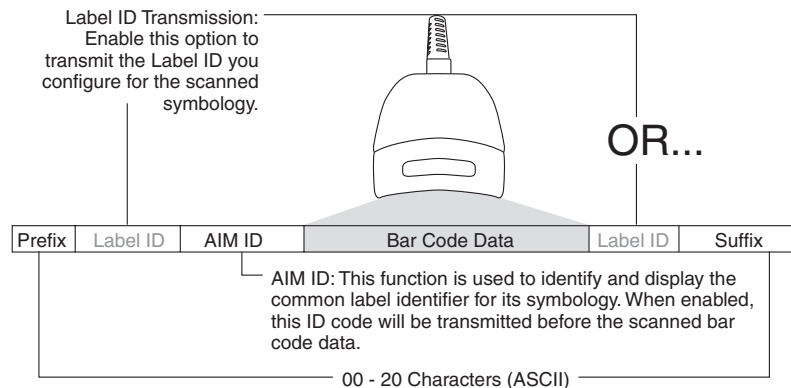 Label ID Transmission:
Enable this option to
transmit the Label ID you
configure for the scanned
symbology.
OR...
Prefix Label ID AIM ID Bar Code Data Label ID Suffix
AIM ID: This function is used to identify and display the
common label identifier for its symbology. When enabled,
this ID code will be transmitted before the scanned bar
code data.
00 - 20 Characters (ASCII)